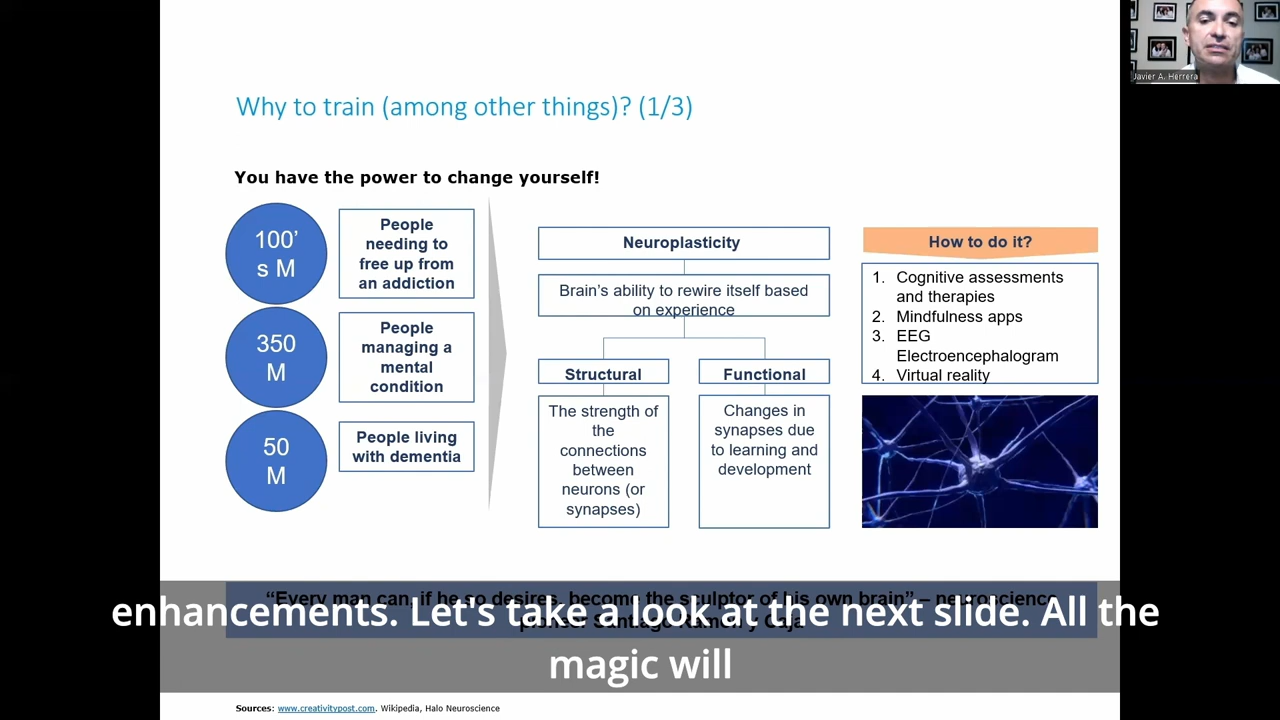 Javier A. Herrera
Why to train (among other things)? (1/3)
You have the power to change yourself!
100’
s M
People
needing to
free up from
an addiction
350
M
People
managing a
mental
condition
50
M
People living
with dementia
Neuroplasticity
Brain’s ability to rewire itself based
on experience
Structural
The strength of
the
connections
between
neurons (or
synapses)
Functional
Changes in
synapses due
to learning and
development
How to do it?
1. Cognitive assessments
and therapies
2. Mindfulness apps
3. EEG
Electroencephalogram
4. Virtual reality
“Every man can, if he so desires, become the sculptor of his own brain” – neuroscience
pioneer Santiago Ramón y Cajal
enhancements. Let's take a look at the next slide. All the
magic will
Sources: www.creativitypost.com. Wikipedia, Halo Neuroscience